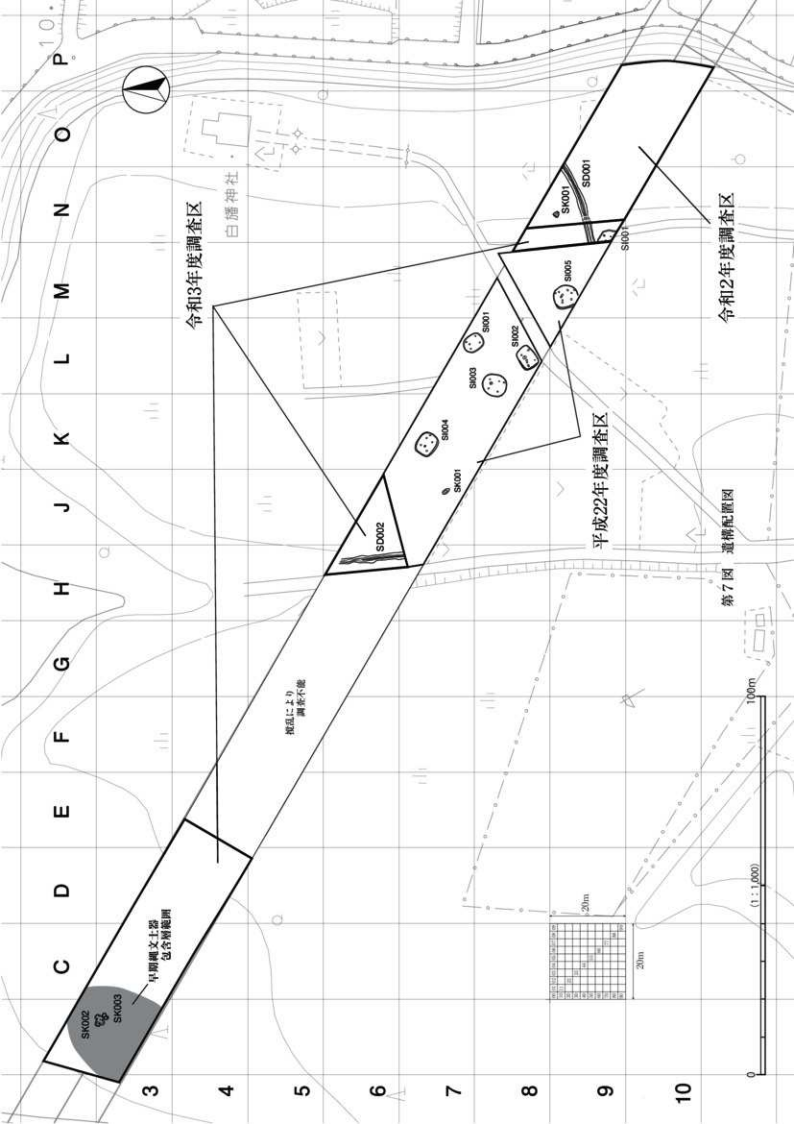 10.
C D E F G H J K L M N O P
3
4
5
6
7
8
9
10
白旛神社
令和3年度調査区
SK002
SK003
早期縄文土器
包含層範囲
撹乱により
調査不能
SD002
SK001
SI004
SI003
SI001
SI002
SI005
SK001
SD001
SI001
平成22年度調査区
令和2年度調査区
20m
20m
0
(1：1,000)
100m
第7図 遺構配置図